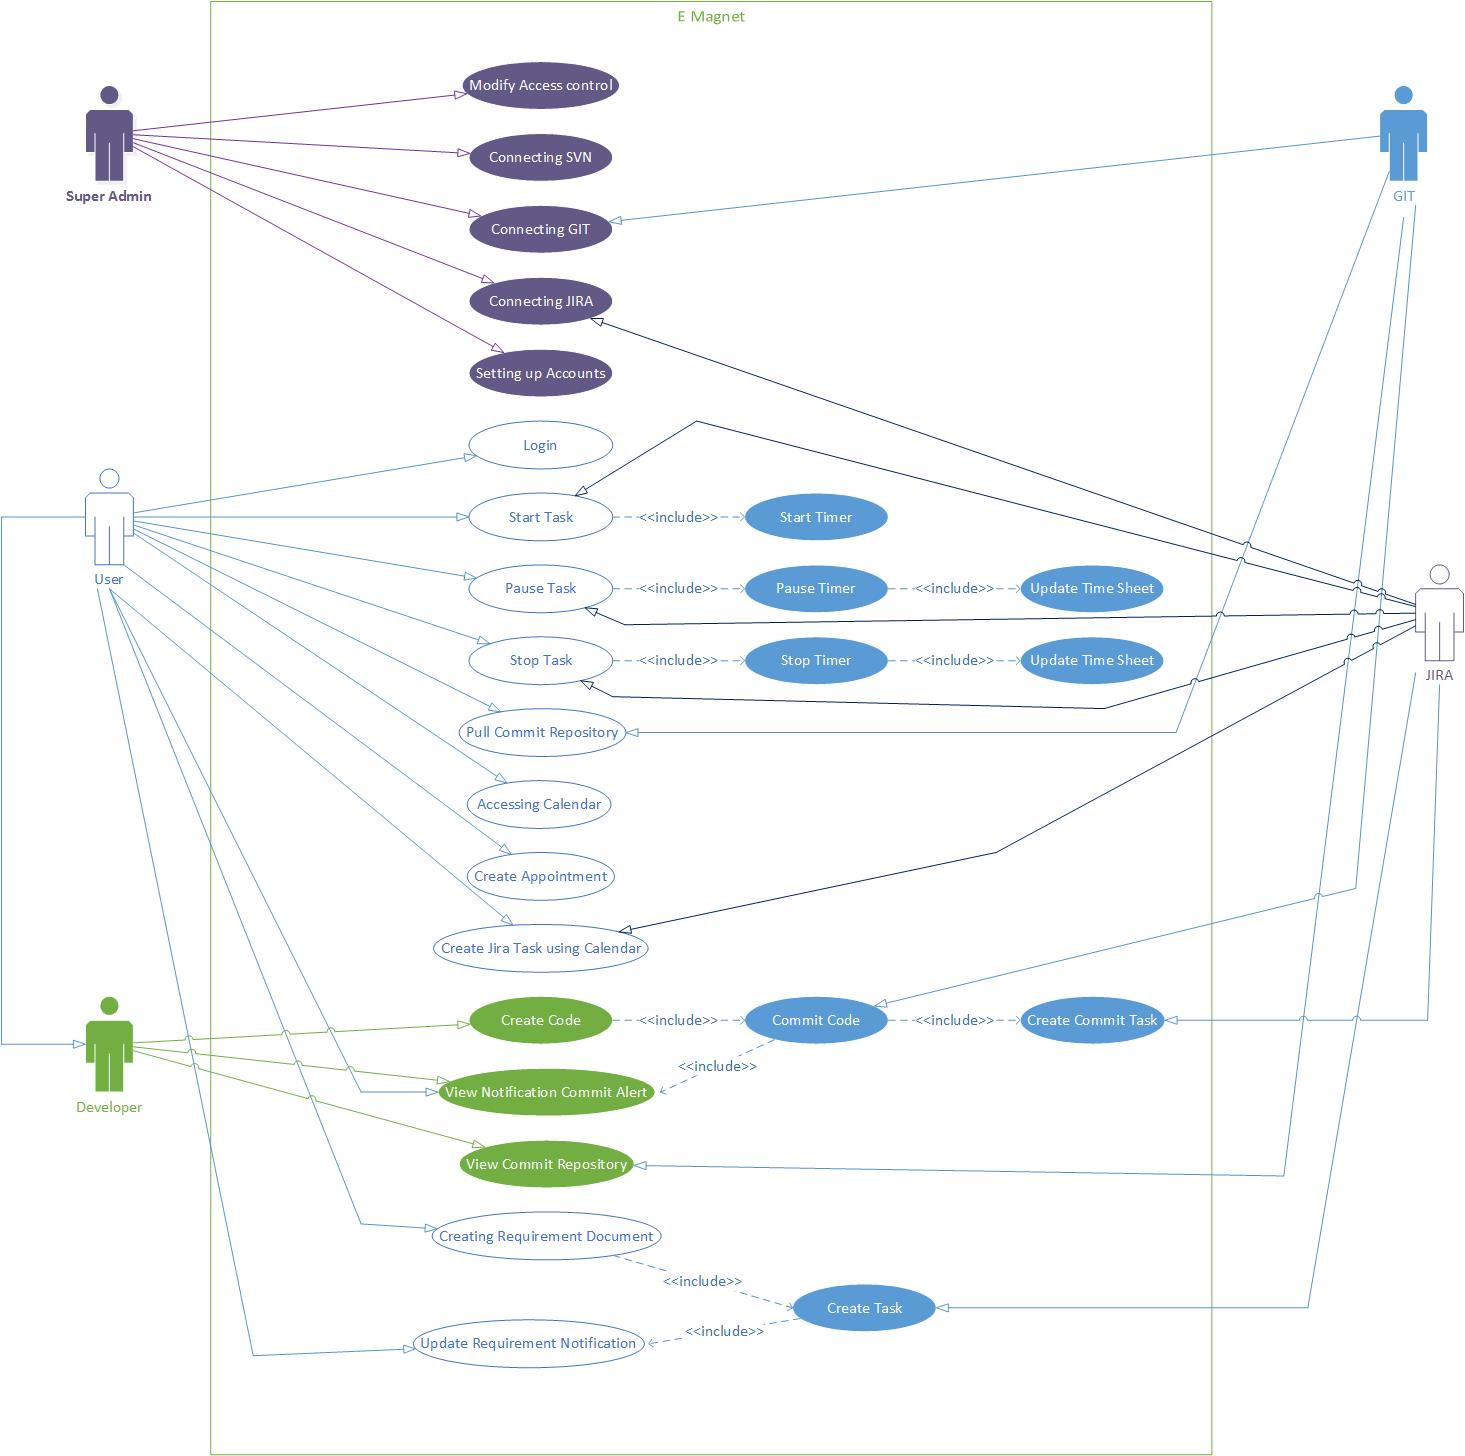 E Magnet
Modify Access control
Connecting SVN
Super Admin
GIT
Connecting GIT
Connecting JIRA
Setting up Accounts
Login
Start Task
<<include>>
Start Timer
User
Pause Task
<<include>>
Pause Timer
<<include>>
Update Time Sheet
Stop Task
<<include>>
Stop Timer
<<include>>
Update Time Sheet
JIRA
Pull Commit Repository
Accessing Calendar
Create Appointment
Create Jira Task using Calendar
Create Code
<<include>>
Commit Code
<<include>>
Create Commit Task
<<include>>
View Notification Commit Alert
Developer
View Commit Repository
Creating Requirement Document
<<include>>
Create Task
<<include>>
Update Requirement Notification